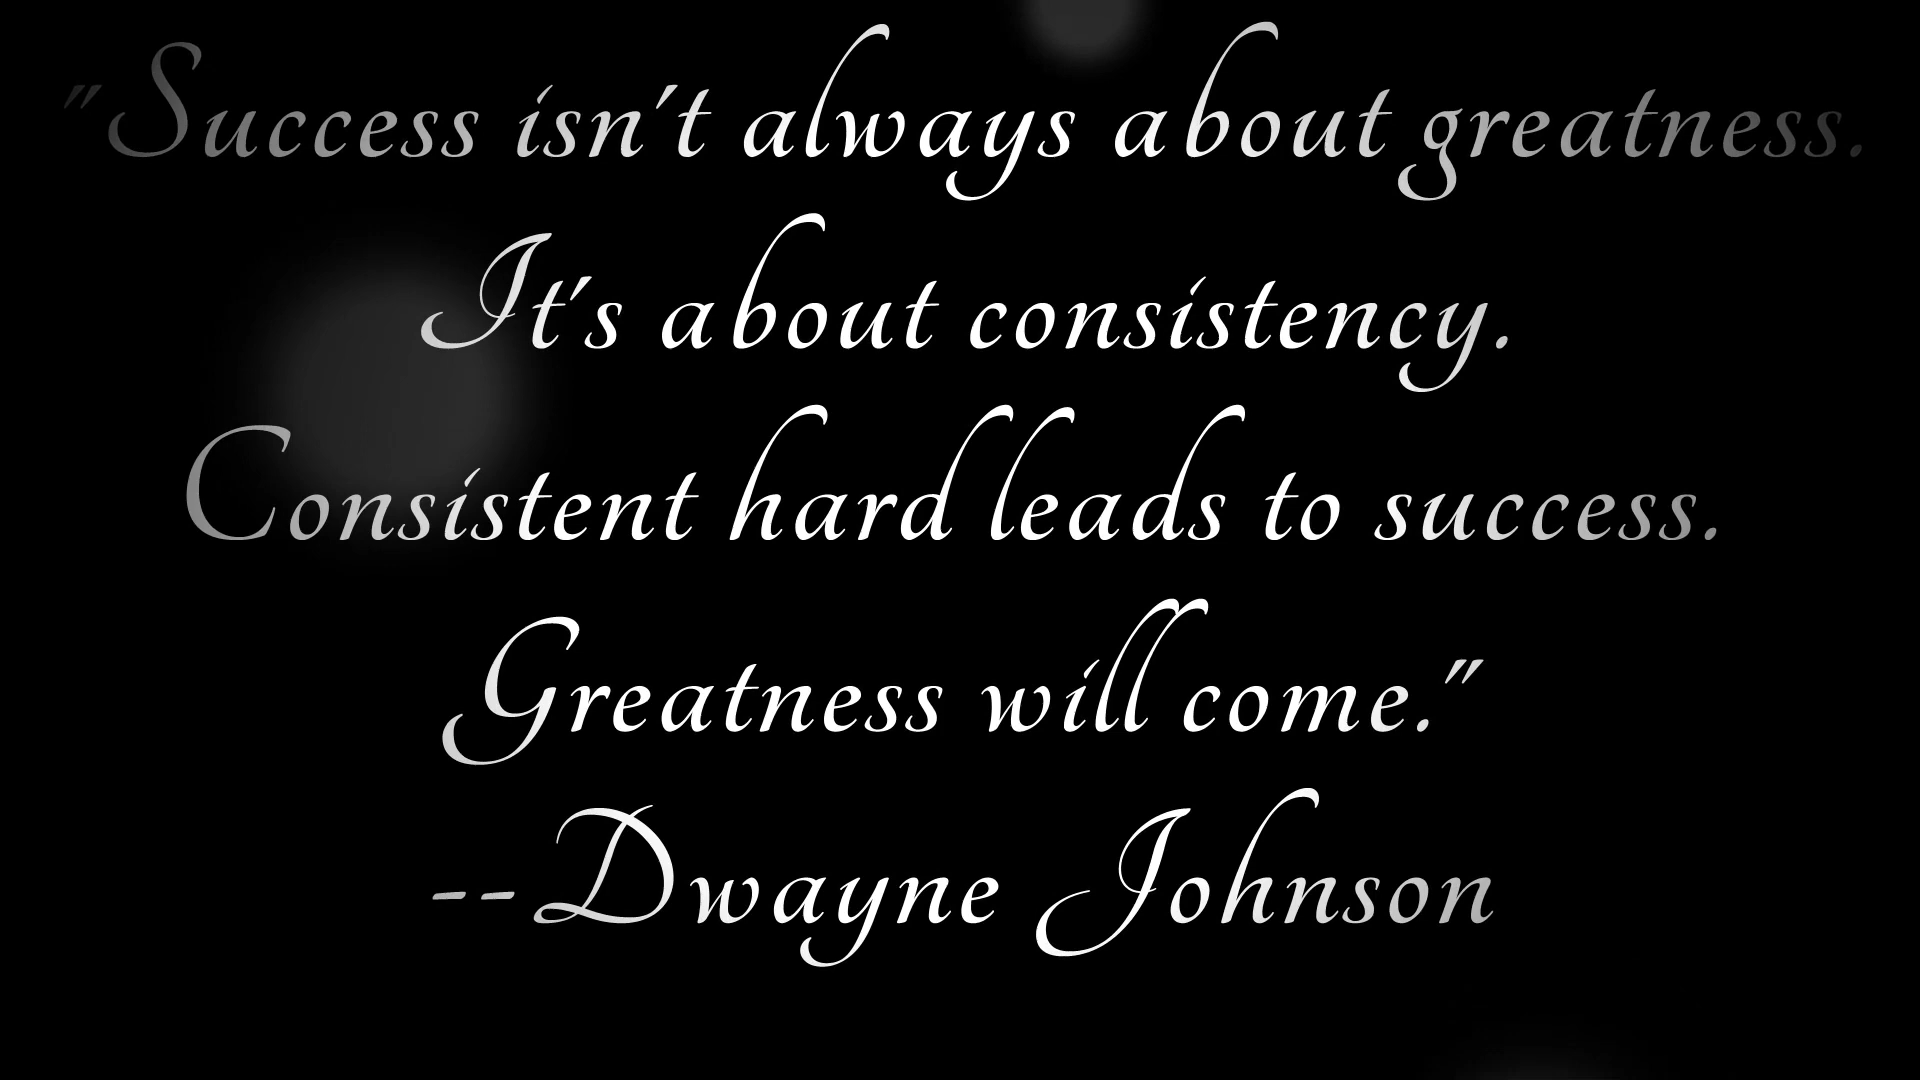 "Success isn't always about greatness.
It's about consistency.
Consistent hard leads to success.
Greatness will come."
--Dwayne Johnson